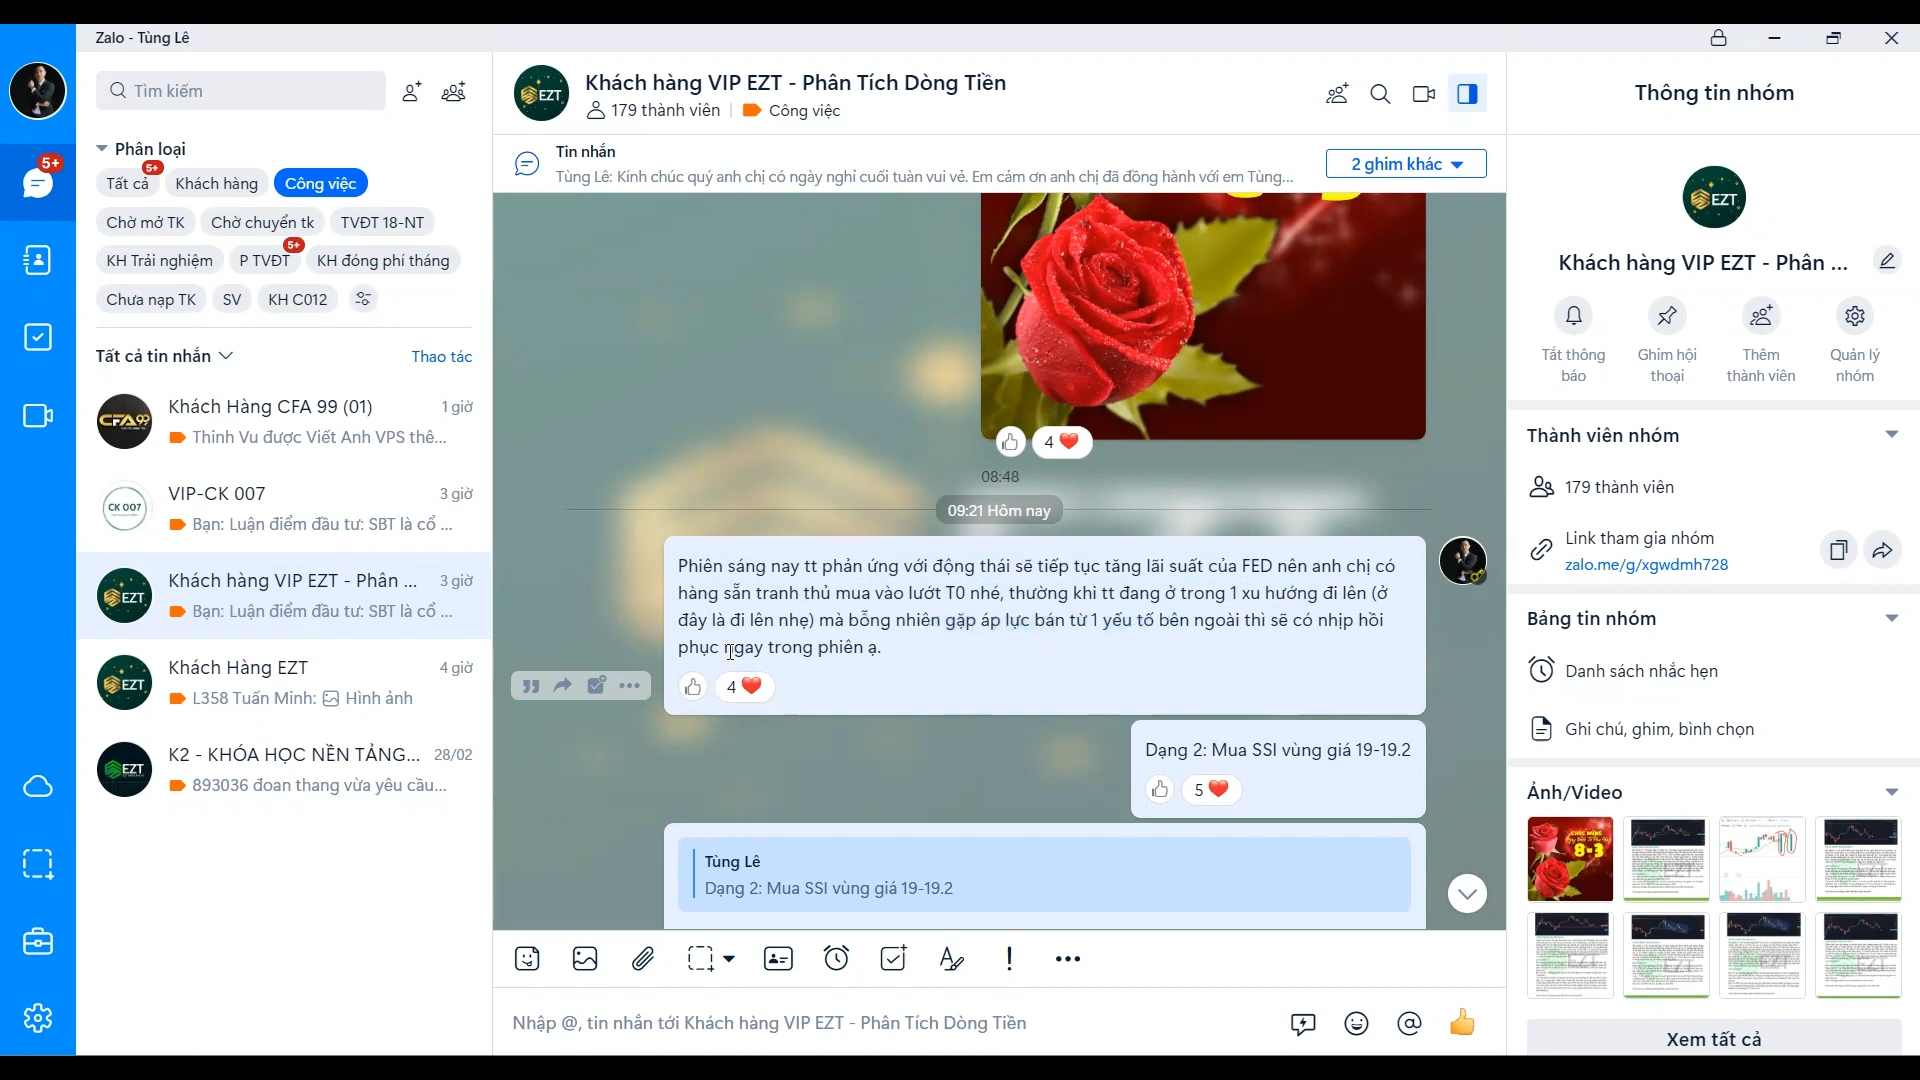 Zalo - Tùng Lê
5+
Tìm kiếm
Phân loại
5+
Tất cả
Khách hàng
Công việc
Chờ mở TK
Chờ chuyển tk
TVĐT 18-NT
5+
KH Trải nghiệm
P TVĐT
KH đóng phí tháng
Chưa nạp TK
SV
KH C012
Tất cả tin nhắn
Thao tác
CFA99
Khách Hàng CFA 99 (01)
1 giờ
Thinh Vu được Viết Anh VPS thê...
CK 007
VIP-CK 007
3 giờ
Bạn: Luận điểm đầu tư: SBT là cổ ...
EZT
Khách hàng VIP EZT - Phân ...
3 giờ
Bạn: Luận điểm đầu tư: SBT là cổ ...
EZT
Khách Hàng EZT
4 giờ
L358 Tuấn Minh: Hình ảnh
EZT
K2 - KHÓA HỌC NỀN TẢNG...
28/02
893036 đoan thang vừa yêu cầu...
EZT
Khách hàng VIP EZT - Phân Tích Dòng Tiền
179 thành viên
Công việc
Tin nhắn
Tùng Lê: Kính chúc quý anh chị có ngày nghỉ cuối tuần vui vẻ. Em cảm ơn anh chị đã đồng hành với em Tùng...
2 ghim khác
4
08:48
09:21 Hôm nay
Phiên sáng nay tt phản ứng với động thái sẽ tiếp tục tăng lãi suất của FED nên anh chị có
hàng sẵn tranh thủ mua vào lướt T0 nhé, thường khi tt đang ở trong 1 xu hướng đi lên (ở
đây là đi lên nhẹ) mà bỗng nhiên gặp áp lực bán từ 1 yếu tố bên ngoài thì sẽ có nhịp hồi
phục ngay trong phiên ạ.
4
Dạng 2: Mua SSI vùng giá 19-19.2
5
Tùng Lê
Dạng 2: Mua SSI vùng giá 19-19.2
Nhập @, tin nhắn tới Khách hàng VIP EZT - Phân Tích Dòng Tiền
Thông tin nhóm
EZT
Khách hàng VIP EZT - Phân ...
Tắt thông
báo
Ghim hội
thoại
Thêm
thành viên
Quản lý
nhóm
Thành viên nhóm
179 thành viên
Link tham gia nhóm
zalo.me/g/xgwdmh728
Bảng tin nhóm
Danh sách nhắc hẹn
Ghi chú, ghim, bình chọn
Ảnh/Video
CHÚC MỪNG
8-3
Xem tất cả